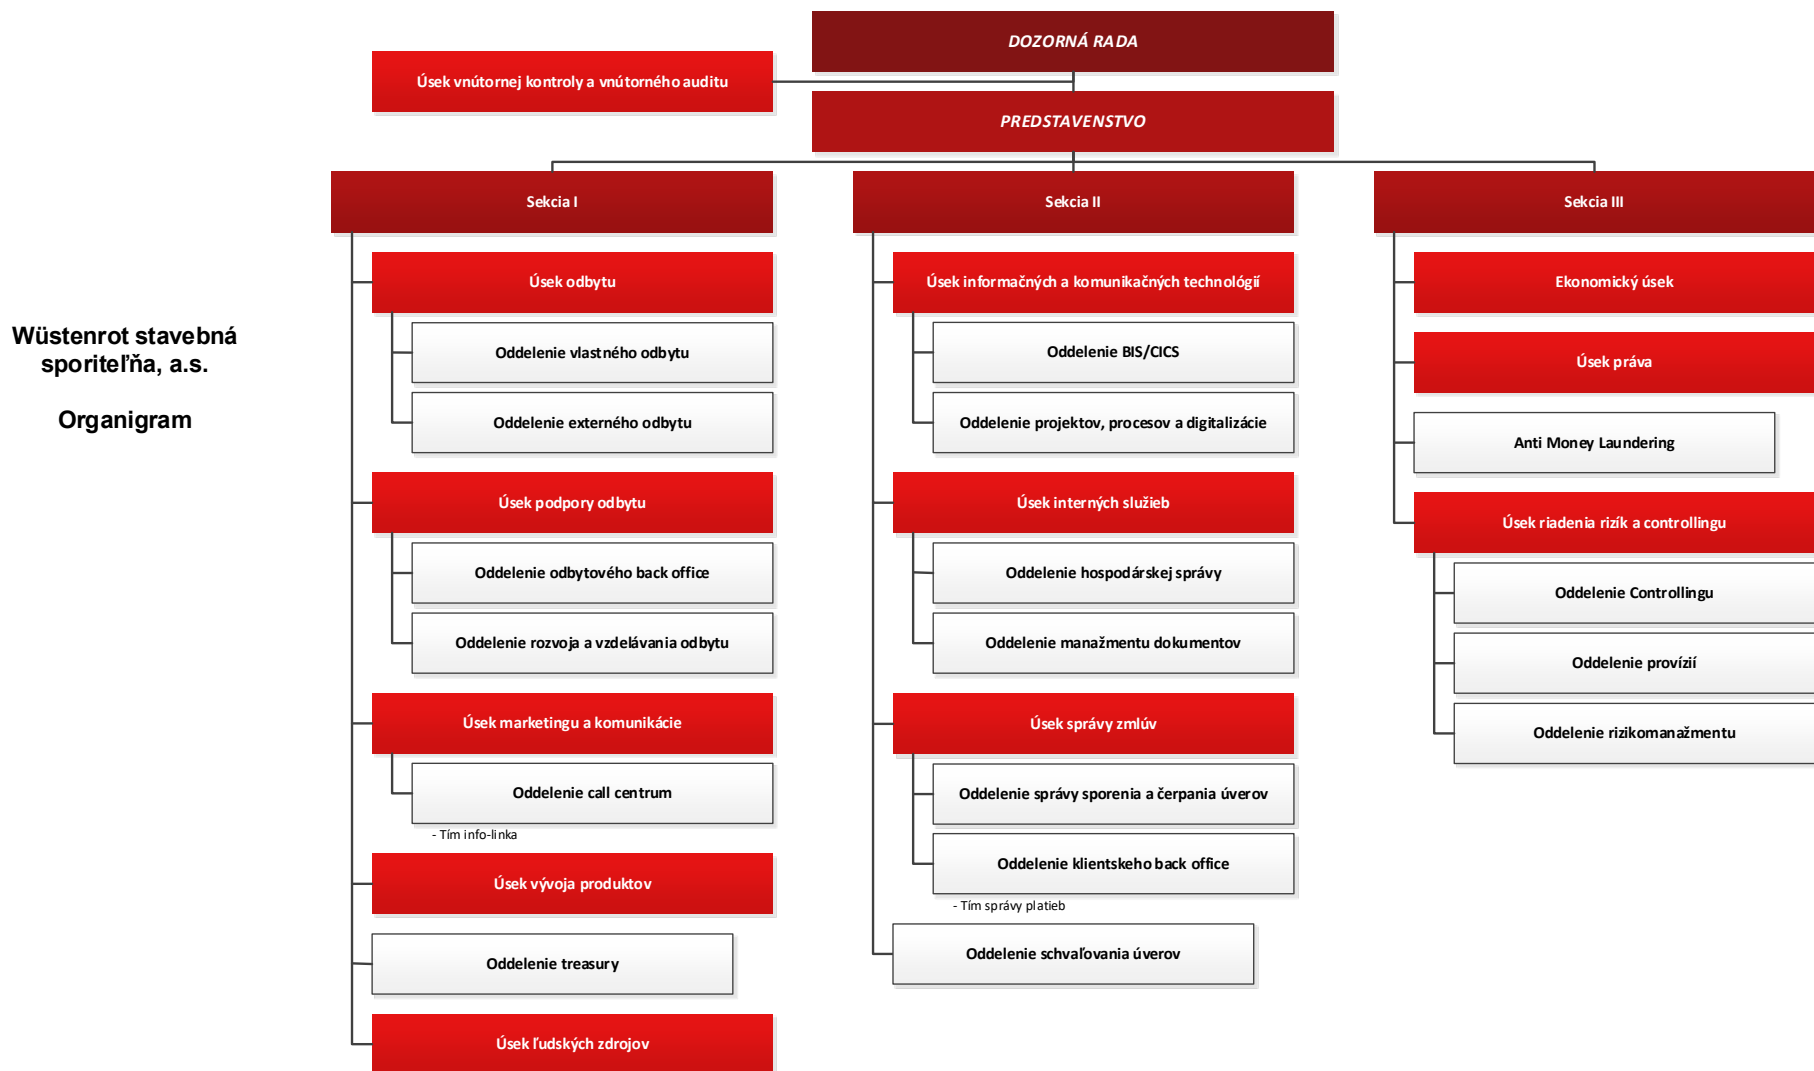 DOZORNÁ RADA
Úsek vnútornej kontroly a vnútorného auditu
PREDSTAVENSTVO
Wüstenrot stavebná
sporiteľňa, a.s.
Organigram
Sekcia I
Úsek odbytu
Oddelenie vlastného odbytu
Oddelenie externého odbytu
Úsek podpory odbytu
Oddelenie odbytového back office
Oddelenie rozvoja a vzdelávania odbytu
Úsek marketingu a komunikácie
Oddelenie call centrum
- Tím info-linka
Úsek vývoja produktov
Oddelenie treasury
Úsek ľudských zdrojov
Sekcia II
Úsek informačných a komunikačných technológií
Oddelenie BIS/CICS
Oddelenie projektov, procesov a digitalizácie
Úsek interných služieb
Oddelenie hospodárskej správy
Oddelenie manažmentu dokumentov
Úsek správy zmlúv
Oddelenie správy sporenia a čerpania úverov
Oddelenie klientskeho back office
- Tím správy platieb
Oddelenie schvaľovania úverov
Sekcia III
Ekonomický úsek
Úsek práva
Anti Money Laundering
Úsek riadenia rizík a controllingu
Oddelenie Controllingu
Oddelenie provízií
Oddelenie rizikomanažmentu